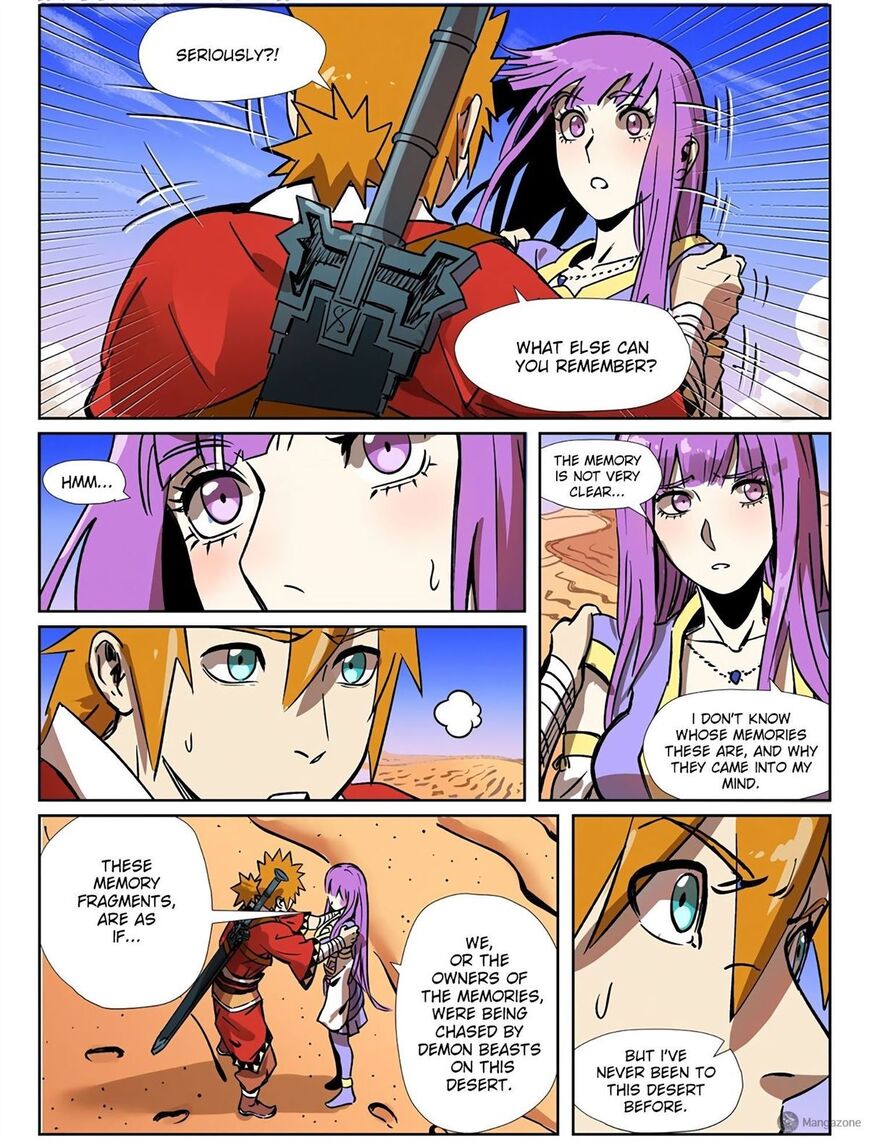 SERIOUSLY?!
WHAT ELSE CAN
YOU REMEMBER?
HMM...
THE MEMORY
IS NOT VERY
CLEAR...
I DON'T KNOW
WHOSE MEMORIES
THESE ARE, AND WHY
THEY CAME INTO MY
MIND.
THESE
MEMORY
FRAGMENTS,
ARE AS
IF...
WE,
OR THE
OWNERS OF
THE MEMORIES,
WERE BEING
CHASED BY
DEMON BEASTS
ON THIS
DESERT.
BUT I'VE
NEVER BEEN TO
THIS DESERT
BEFORE.
Mangazone